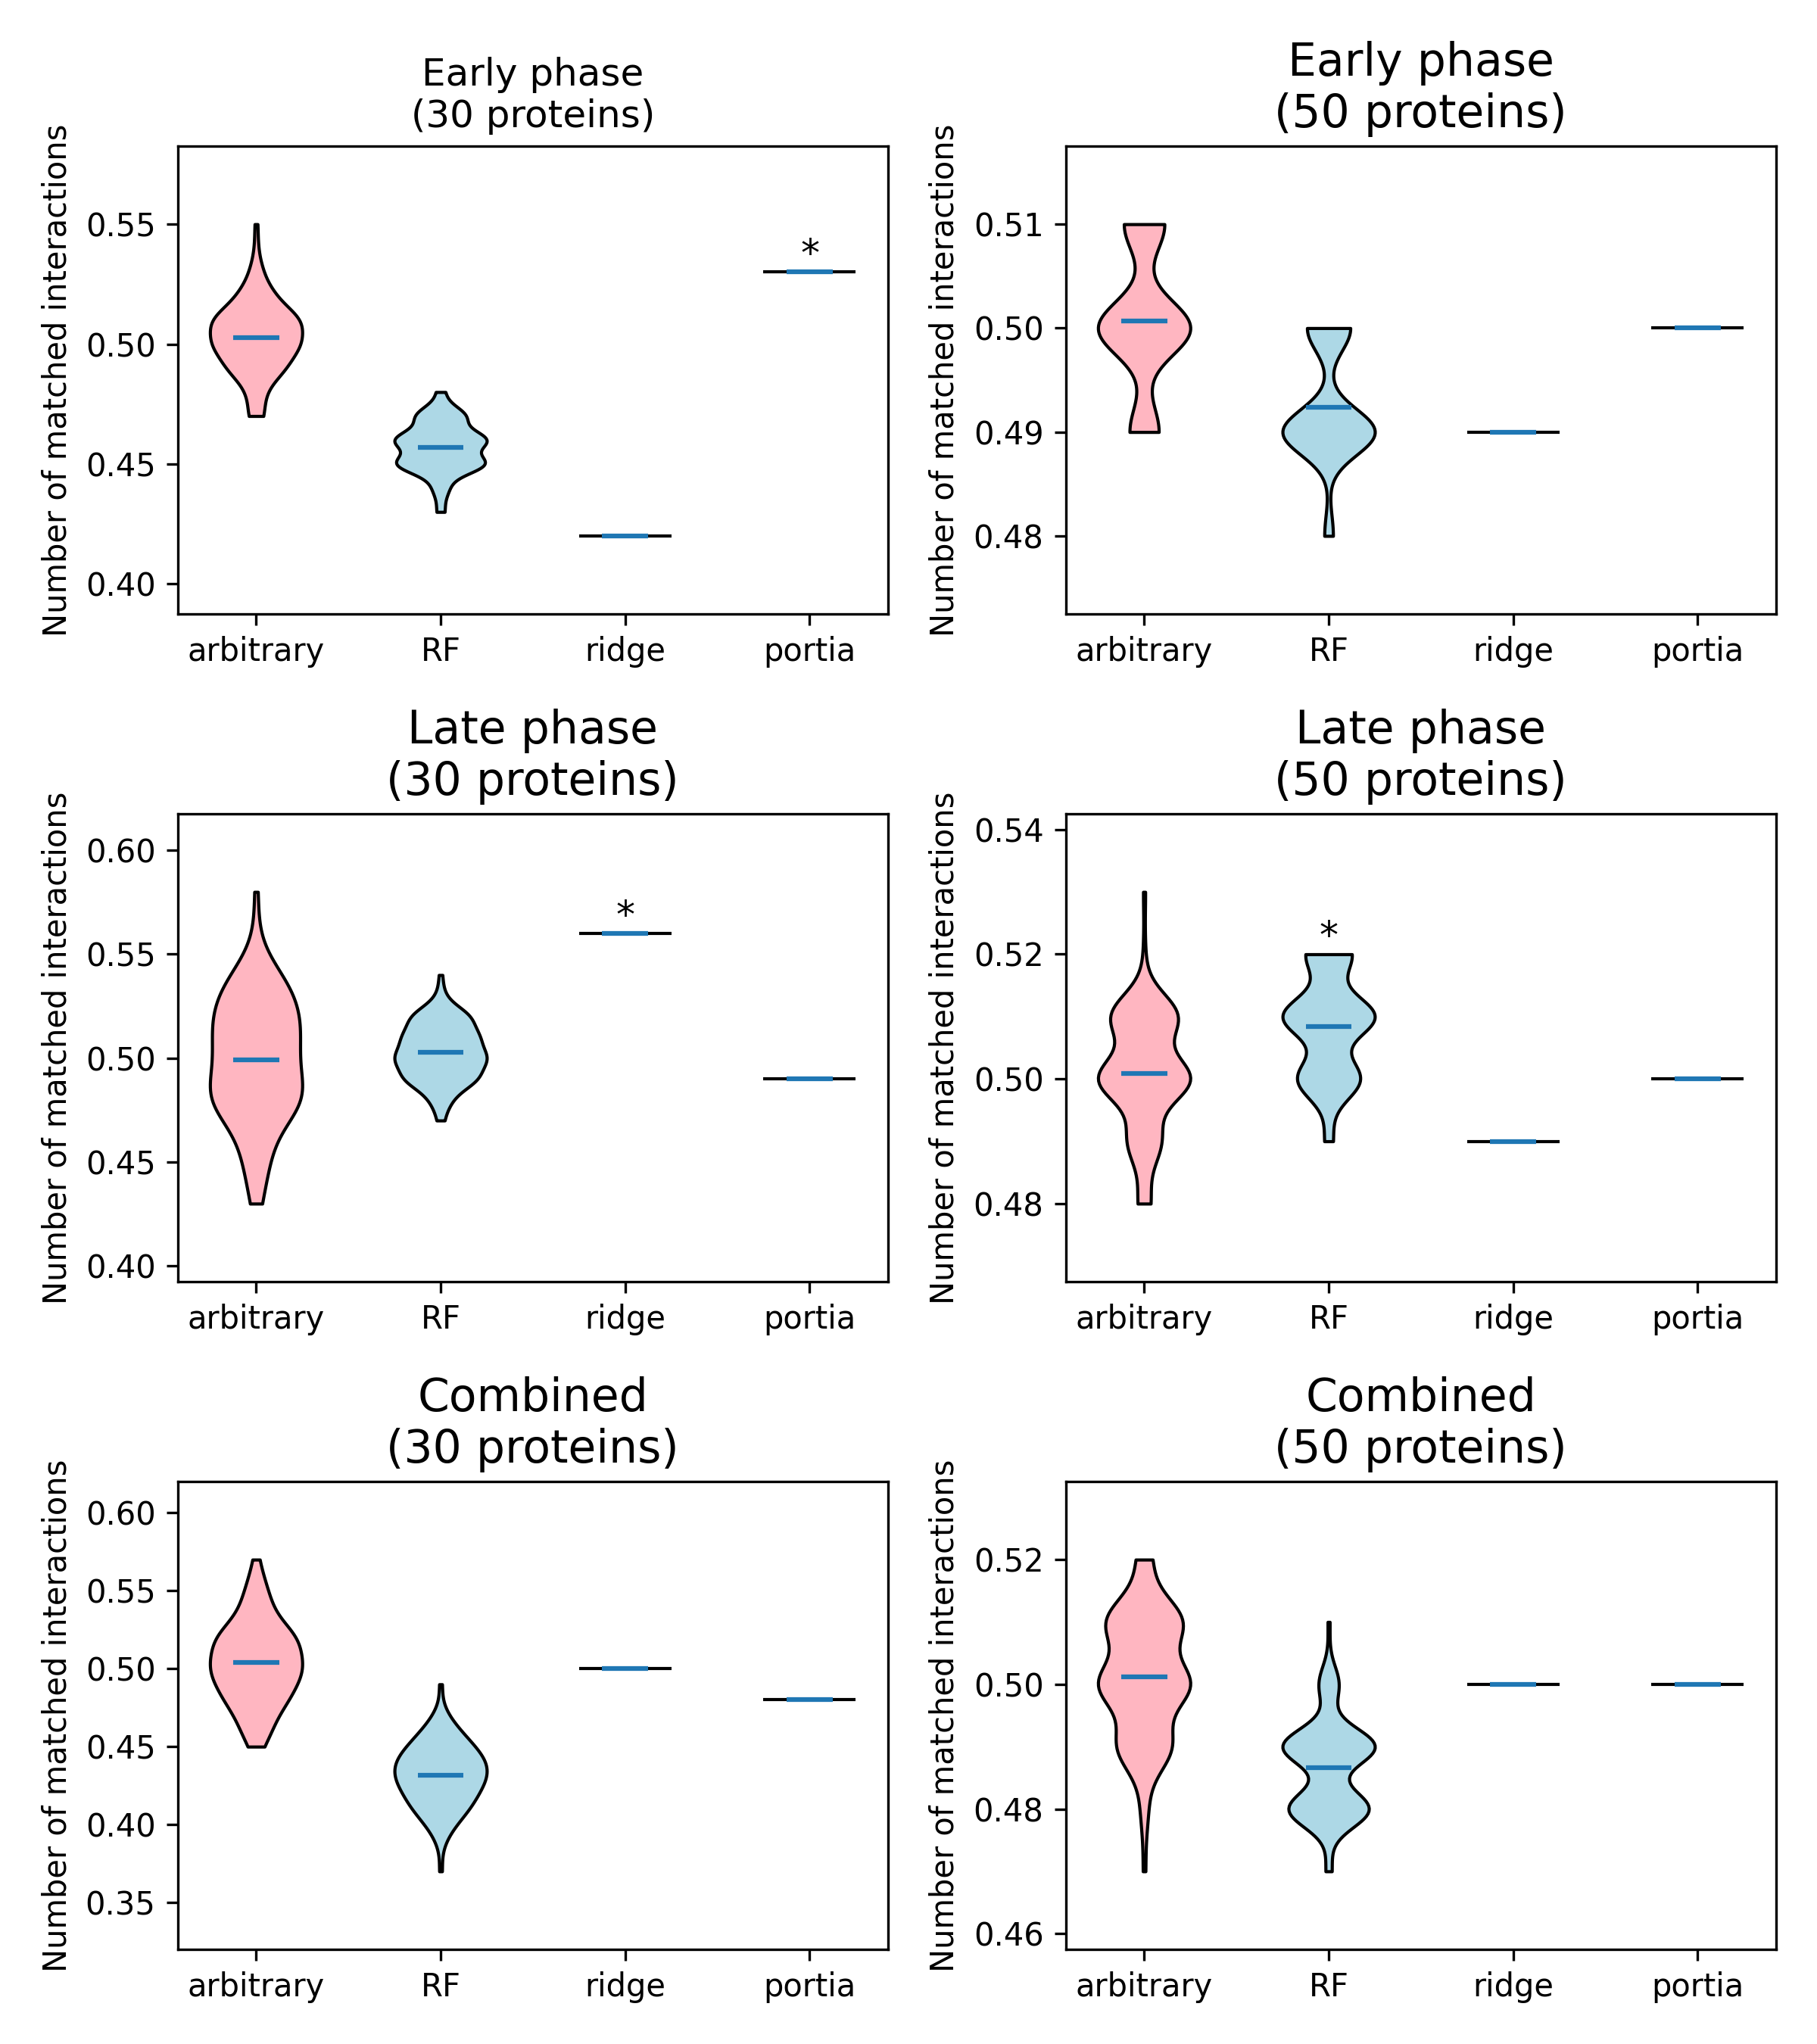 Early phase
(30 proteins)
Number of matched interactions
0.55
0.50
0.45
0.40
*
arbitrary RF ridge portia
Early phase
(50 proteins)
Number of matched interactions
0.51
0.50
0.49
0.48
arbitrary RF ridge portia
Late phase
(30 proteins)
Number of matched interactions
0.60
0.55
0.50
0.45
0.40
*
arbitrary RF ridge portia
Late phase
(50 proteins)
Number of matched interactions
0.54
0.52
0.50
0.48
*
arbitrary RF ridge portia
Combined
(30 proteins)
Number of matched interactions
0.60
0.55
0.50
0.45
0.40
0.35
arbitrary RF ridge portia
Combined
(50 proteins)
Number of matched interactions
0.52
0.50
0.48
0.46
arbitrary RF ridge portia